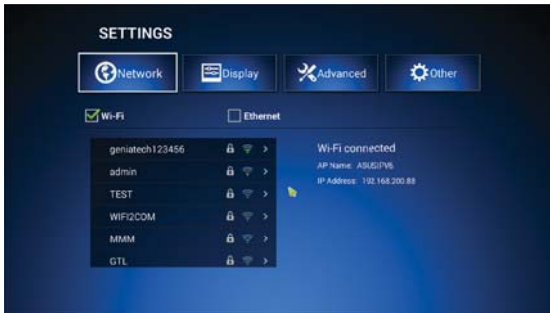 SETTINGS
Network Display Advanced Other
Wi-Fi Ethernet
geniatech123456
Wi-Fi connected
AP Name: ASUSIPV6
admin
IP Address: 192.168.200.88
TEST
WIFI2COM
MMM
GTL